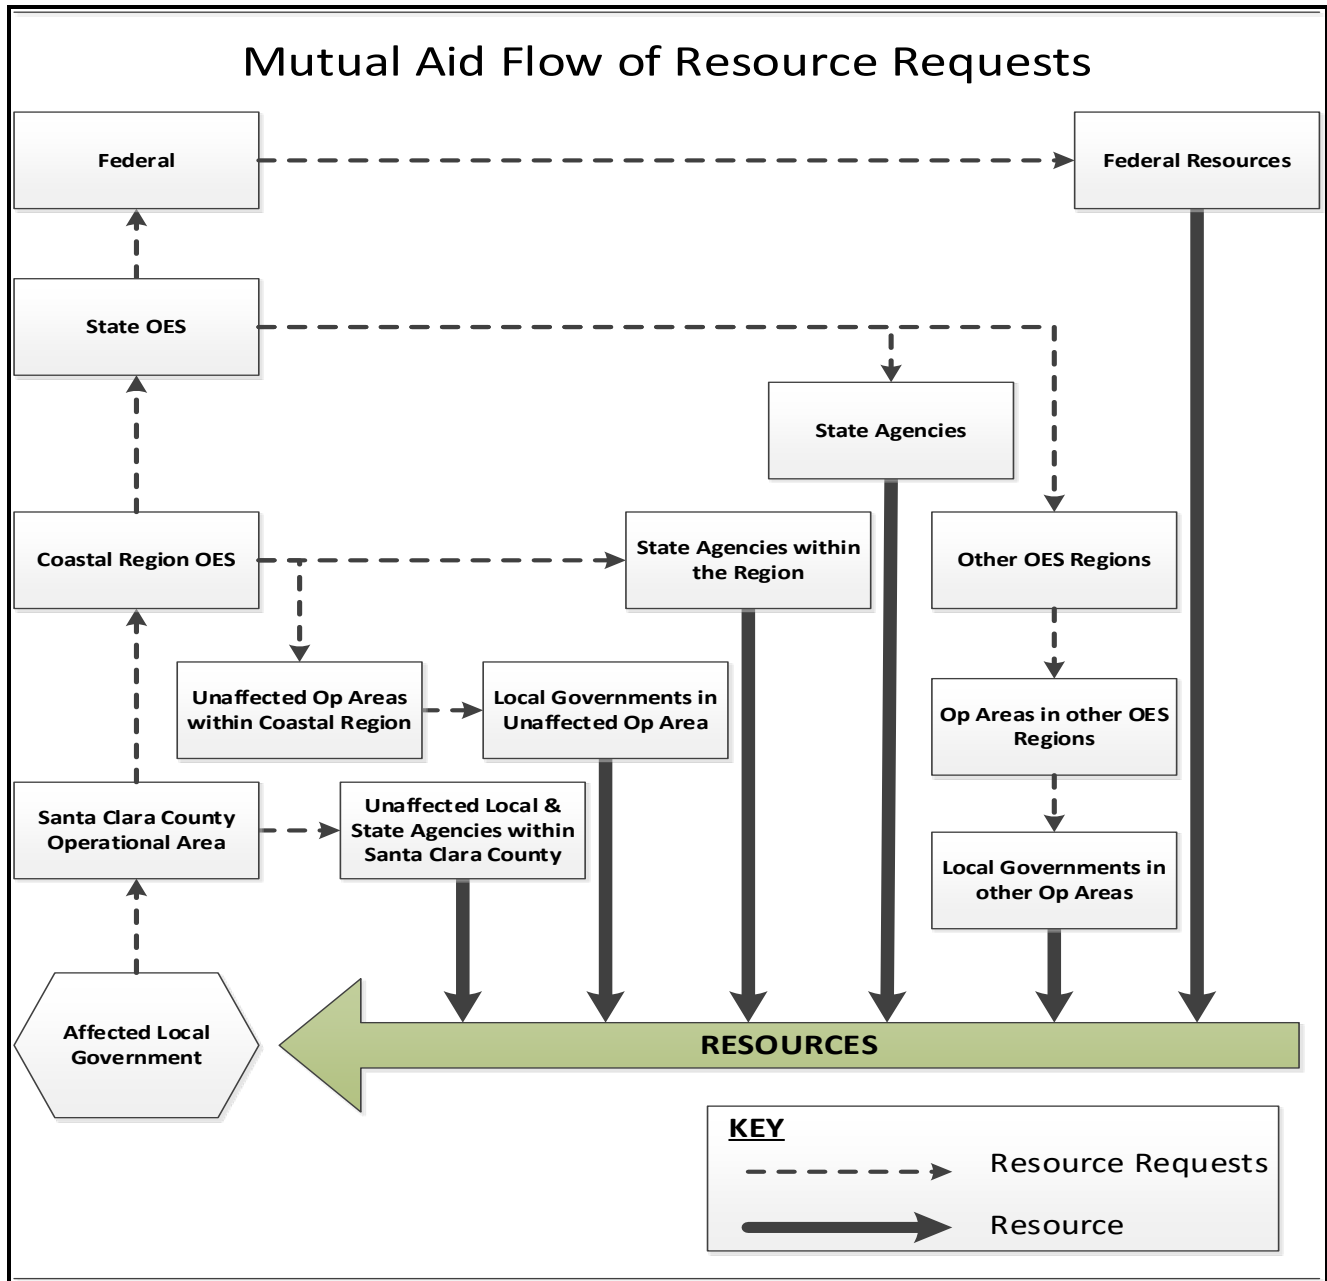 Mutual Aid Flow of Resource Requests
Federal
Federal Resources
State OES
State Agencies
Coastal Region OES
State Agencies within
the Region
Other OES Regions
Unaffected Op Areas
within Coastal Region
Local Governments in
Unaffected Op Area
Op Areas in other OES
Regions
Santa Clara County
Operational Area
Unaffected Local &
State Agencies within
Santa Clara County
Local Governments in
other Op Areas
Affected Local
Government
RESOURCES
KEY
Resource Requests
Resource